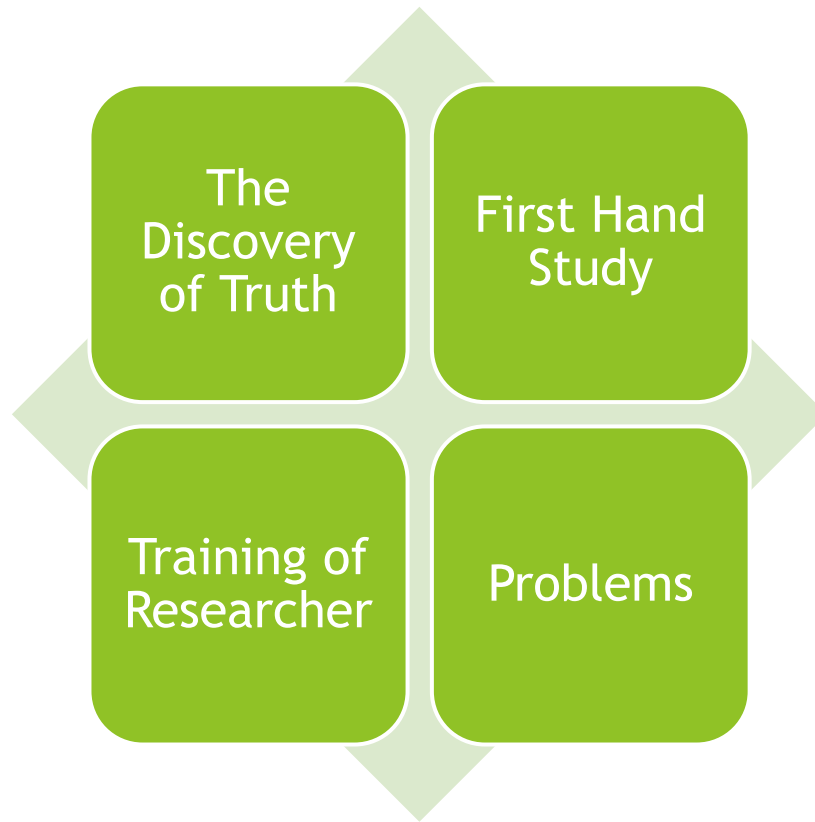 The
Discovery
of Truth
First Hand
Study
Training of
Researcher
Problems